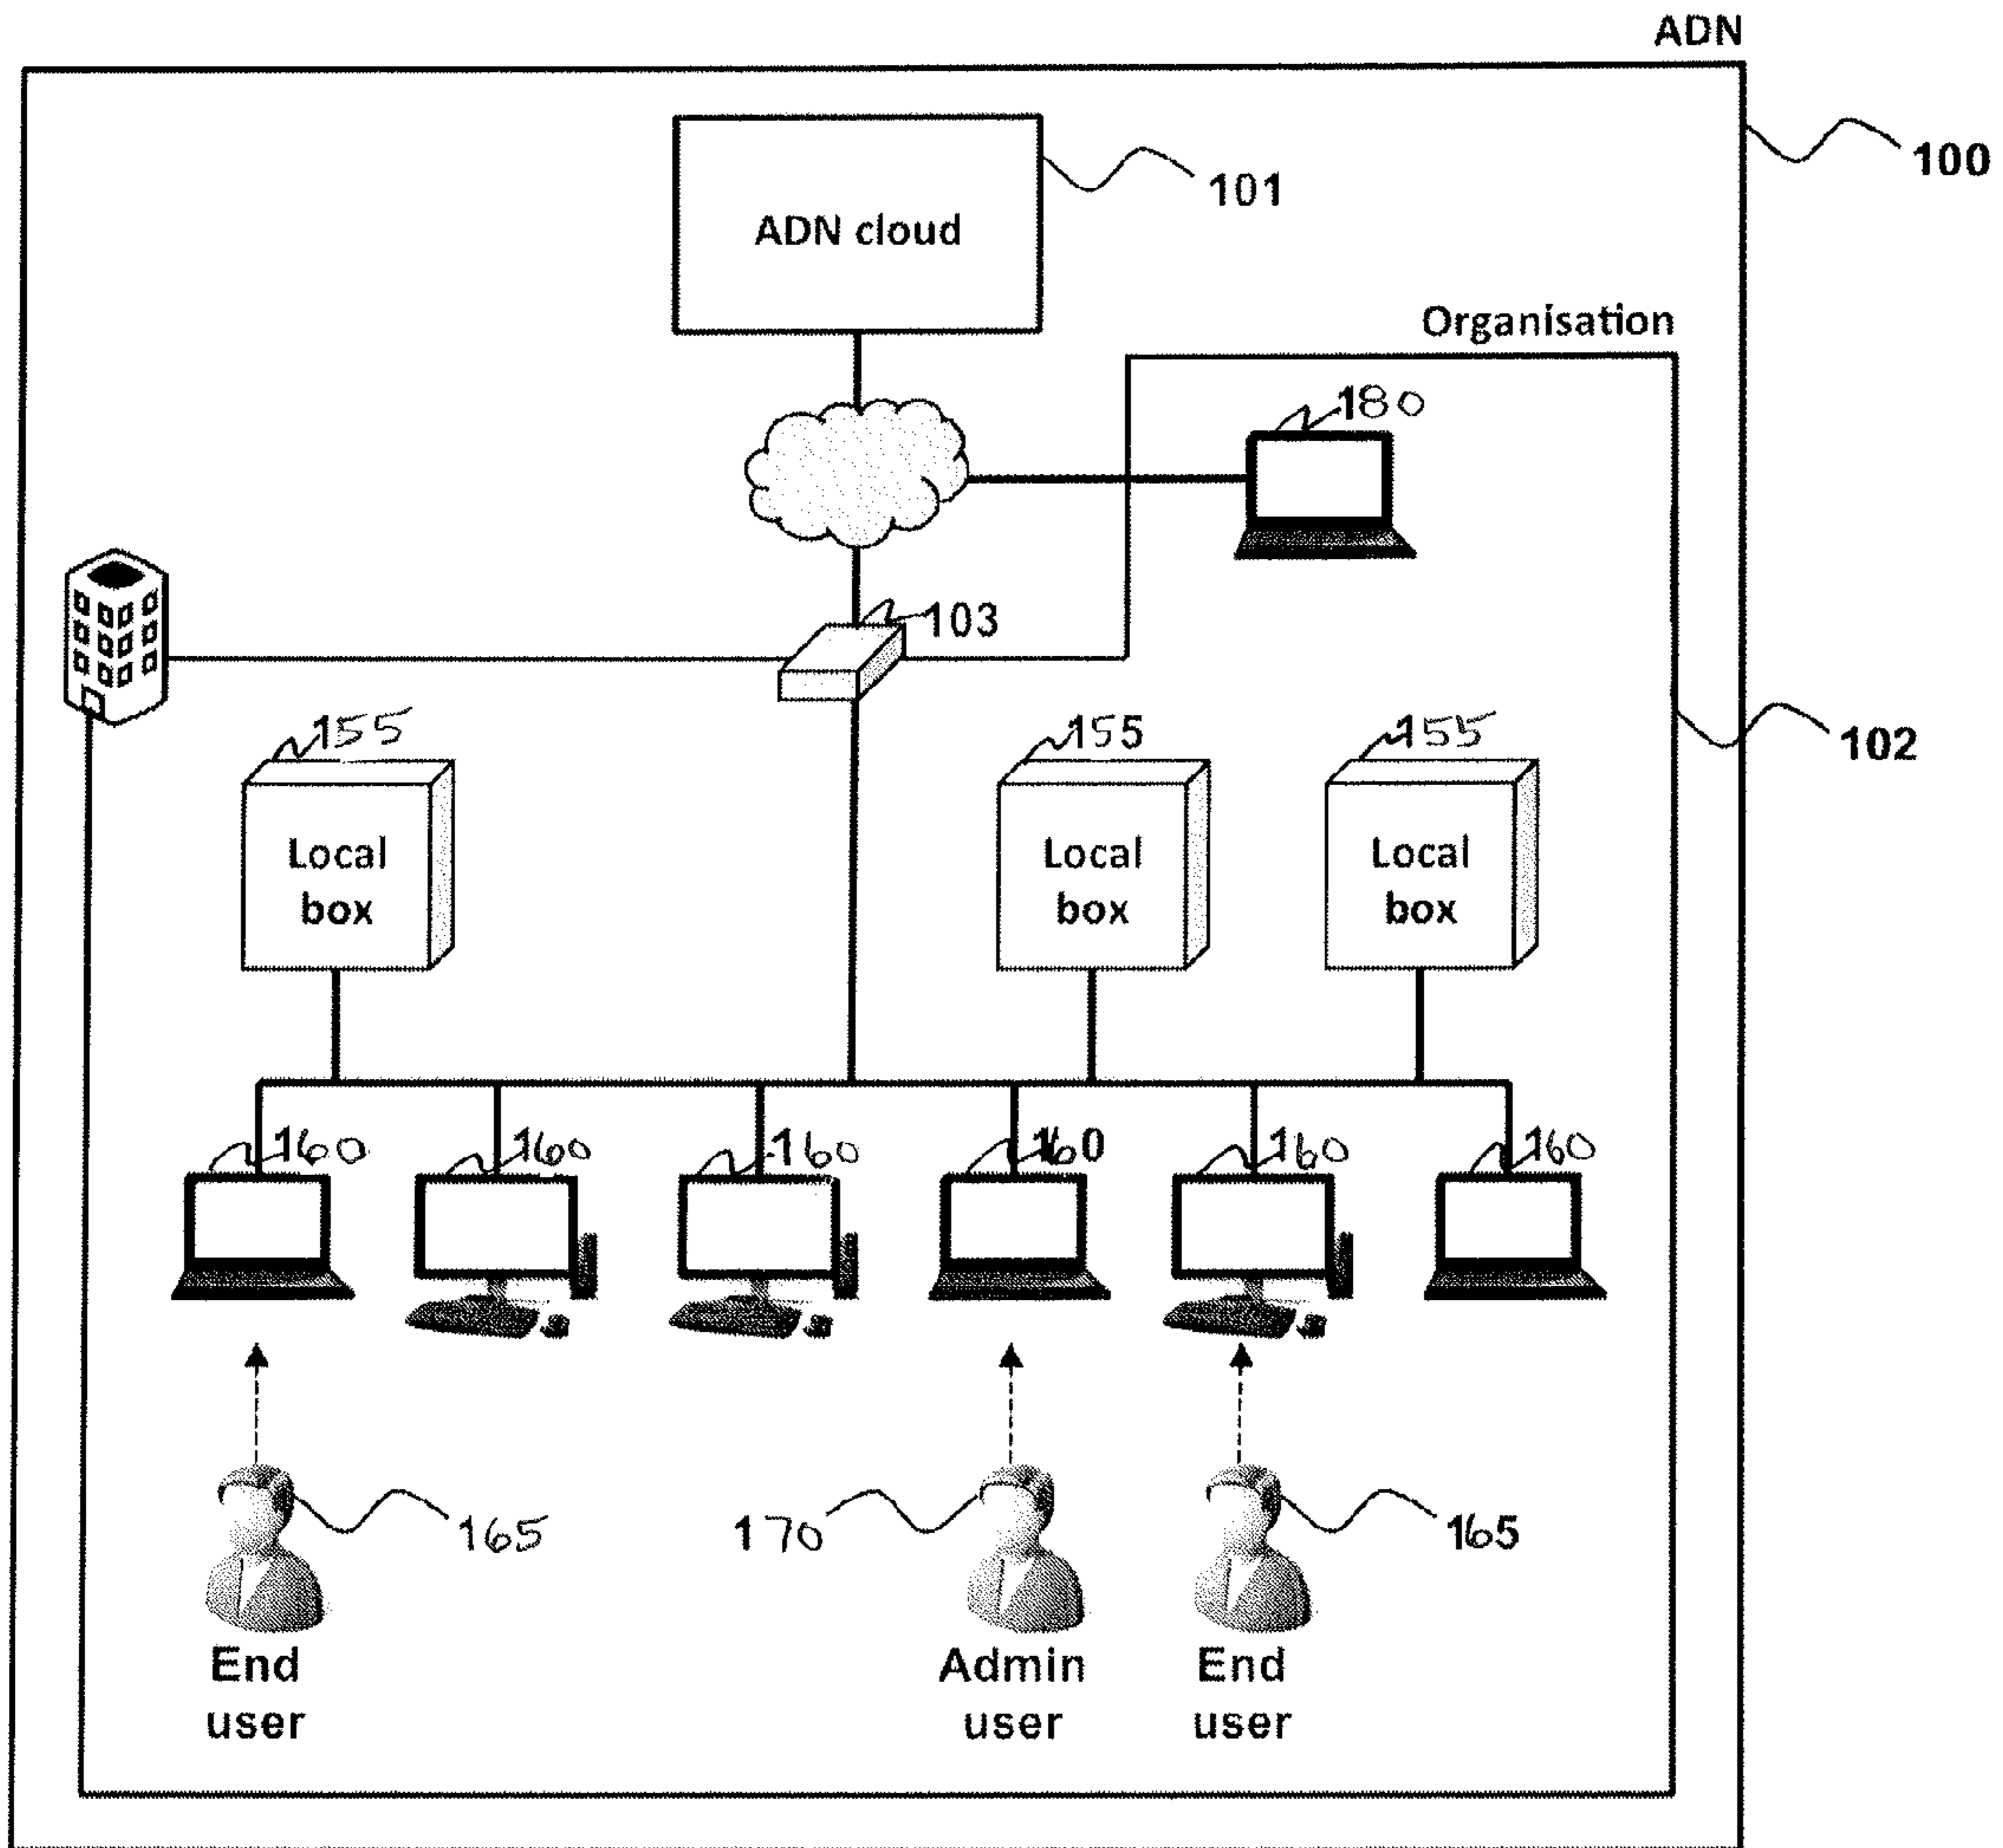 ADN
100
101
ADN cloud
Organisation
180
103
155
155
155
102
Local
box
Local
box
Local
box
160
160
160
160
160
160
165
170
165
End
user
Admin
user
End
user